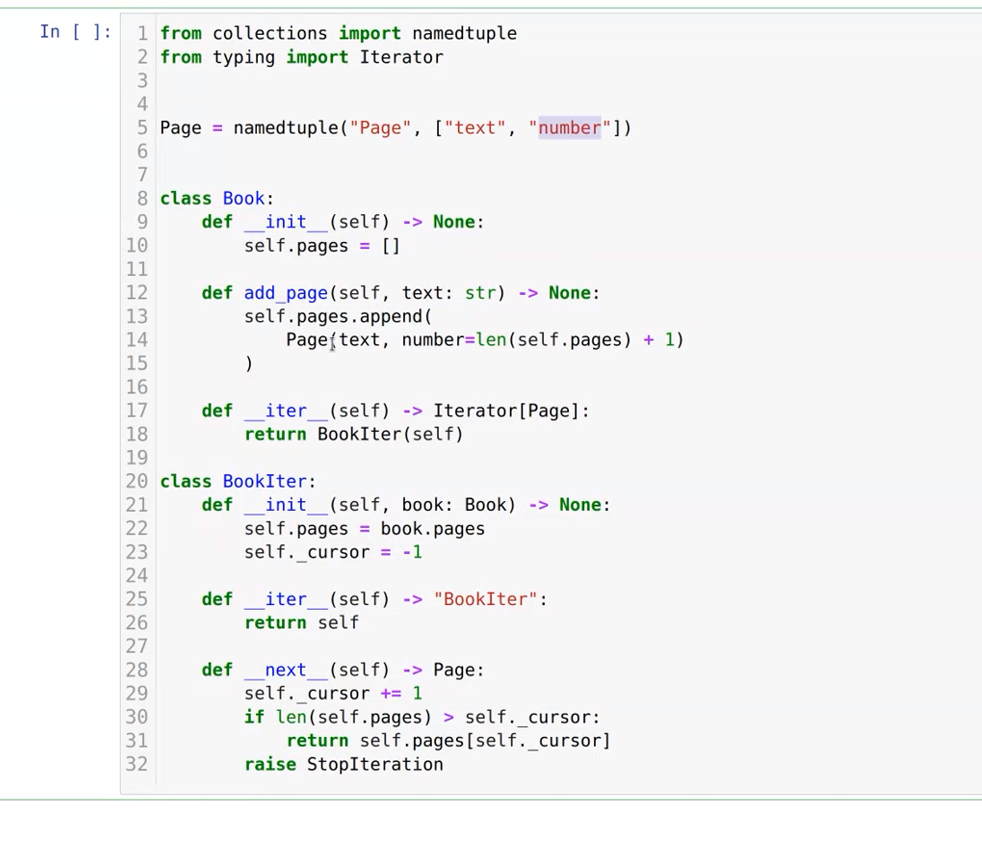 In [ ]:
1 from collections import namedtuple
2 from typing import Iterator
3
4
5 Page = namedtuple("Page", ["text", "number"])
6
7
8 class Book:
9     def __init__(self) -> None:
10         self.pages = []
11
12     def add_page(self, text: str) -> None:
13         self.pages.append(
14             Page(text, number=len(self.pages) + 1)
15         )
16
17     def __iter__(self) -> Iterator[Page]:
18         return BookIter(self)
19
20 class BookIter:
21     def __init__(self, book: Book) -> None:
22         self.pages = book.pages
23         self._cursor = -1
24
25     def __iter__(self) -> "BookIter":
26         return self
27
28     def __next__(self) -> Page:
29         self._cursor += 1
30         if len(self.pages) > self._cursor:
31             return self.pages[self._cursor]
32         raise StopIteration